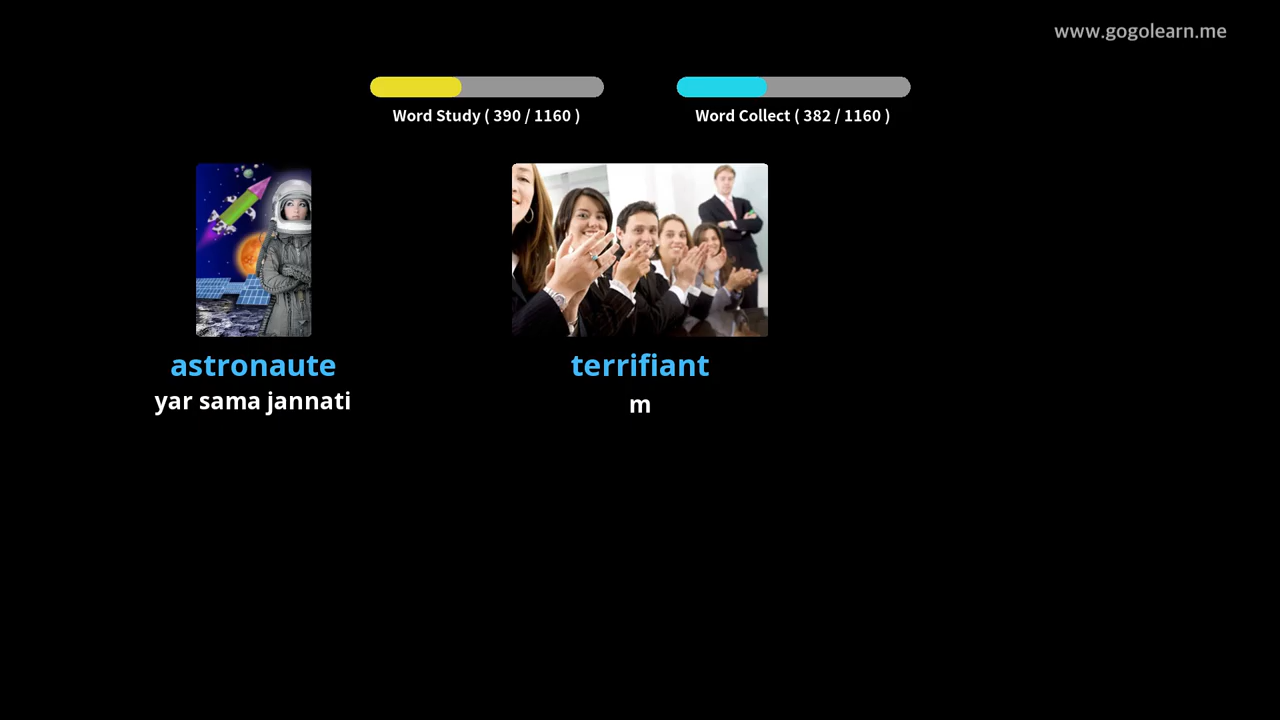 www.gogolearn.me
Word Study ( 390 / 1160 )
Word Collect ( 382 / 1160 )
astronaute
yar sama jannati
terrifiant
m